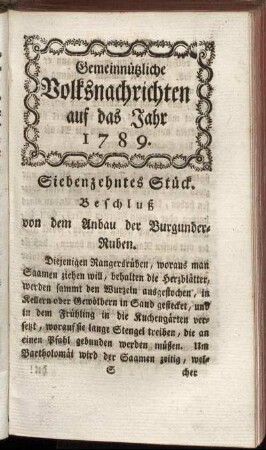 Gemeinnützliche
Volksnachrichten
auf das Jahr
1789.
Siebenzehntes Stück.
Beschluß
von dem Anbau der Burgunder-
Ruben.
Diejenigen Rangersrüben, woraus man
Saamen ziehen will, behalten die Herzblätter,
werden sammt den Wurzeln ausgestochen, in
Kellern oder Gewölbern in Sand gestecket, und
in dem Frühling in die Kuchengärten ver-
setzt, worauf sie lange Stengel treiben, die an
einen Pfahl gebunden werden müßen. Um
Bartholomäi wird der Saamen zeitig, wel-
S cher